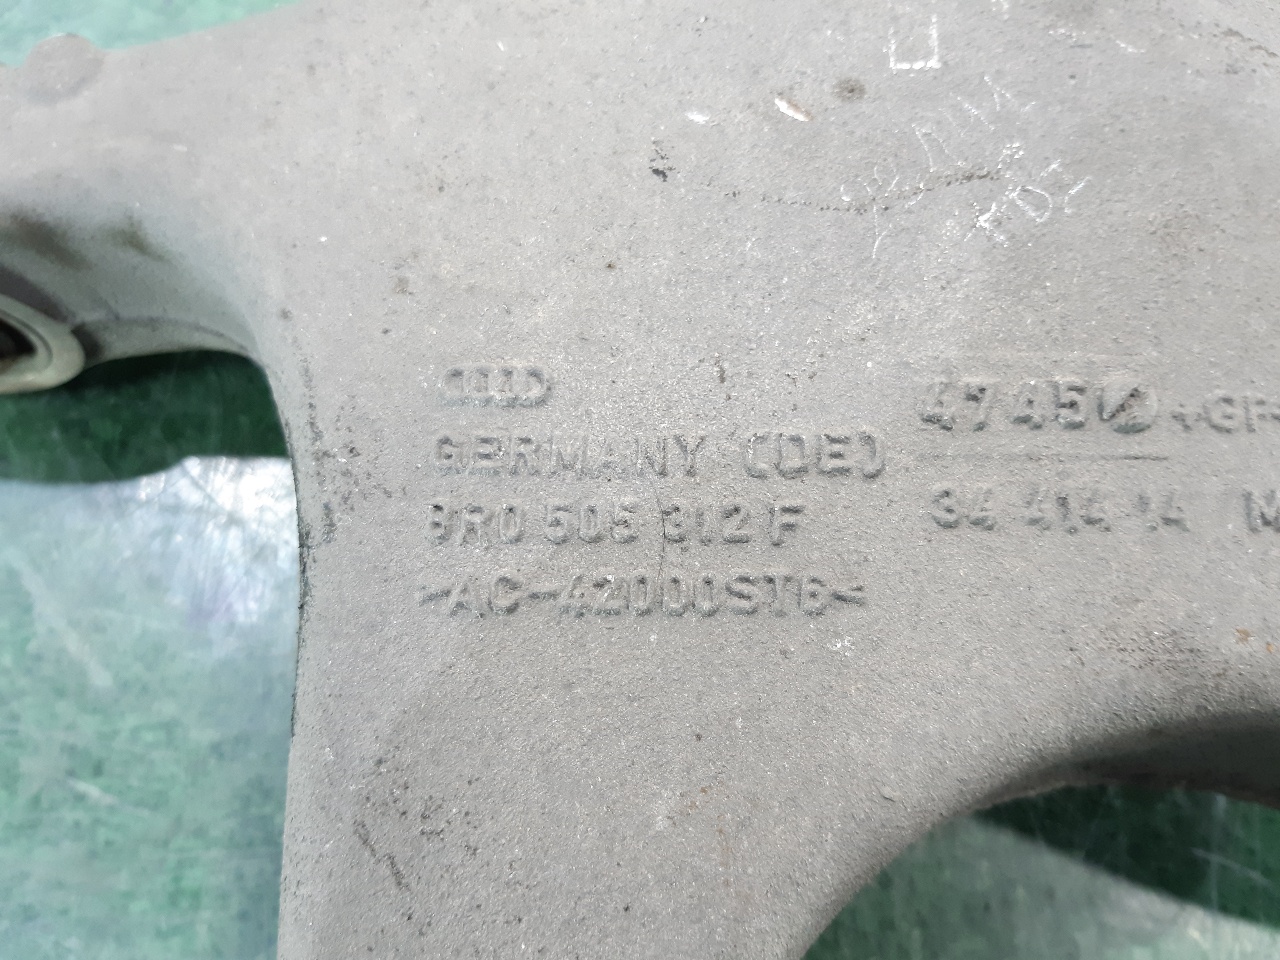 GERMANY (DE)
8R0 505 312 F
>AC-42000ST6<
4745
34 414 14 M